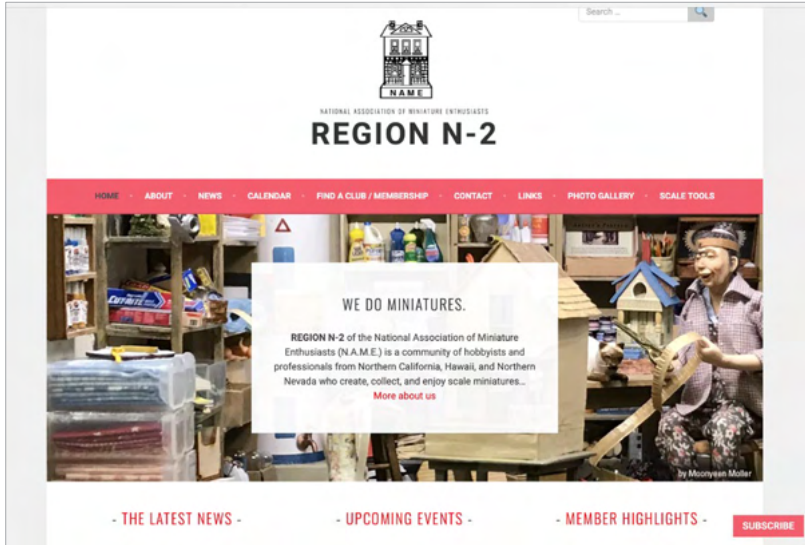 Search ...
NAME
NATIONAL ASSOCIATION OF MINIATURE ENTHUSIASTS
REGION N-2
HOME - ABOUT - NEWS - CALENDAR - FIND A CLUB / MEMBERSHIP - CONTACT - LINKS - PHOTO GALLERY - SCALE TOOLS
CUT-RITE
WE DO MINIATURES.
REGION N-2 of the National Association of Miniature
Enthusiasts (N.A.M.E.) is a community of hobbyists and
professionals from Northern California, Hawaii, and Northern
Nevada who create, collect, and enjoy scale miniatures...
More about us
by Moonyeen Moller
- THE LATEST NEWS -
- UPCOMING EVENTS -
- MEMBER HIGHLIGHTS -
SUBSCRIBE